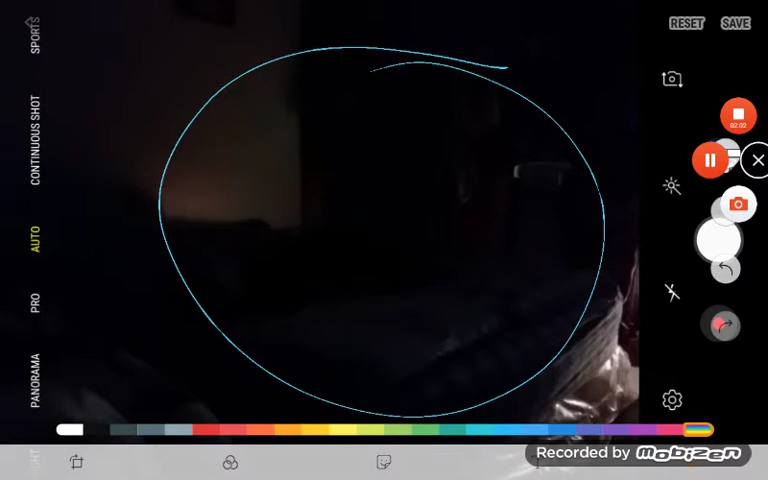 SPORTS
CONTINUOUS SHOT
AUTO
PRO
PANORAMA
RESET SAVE
02:02
Recorded by MOBIZEN